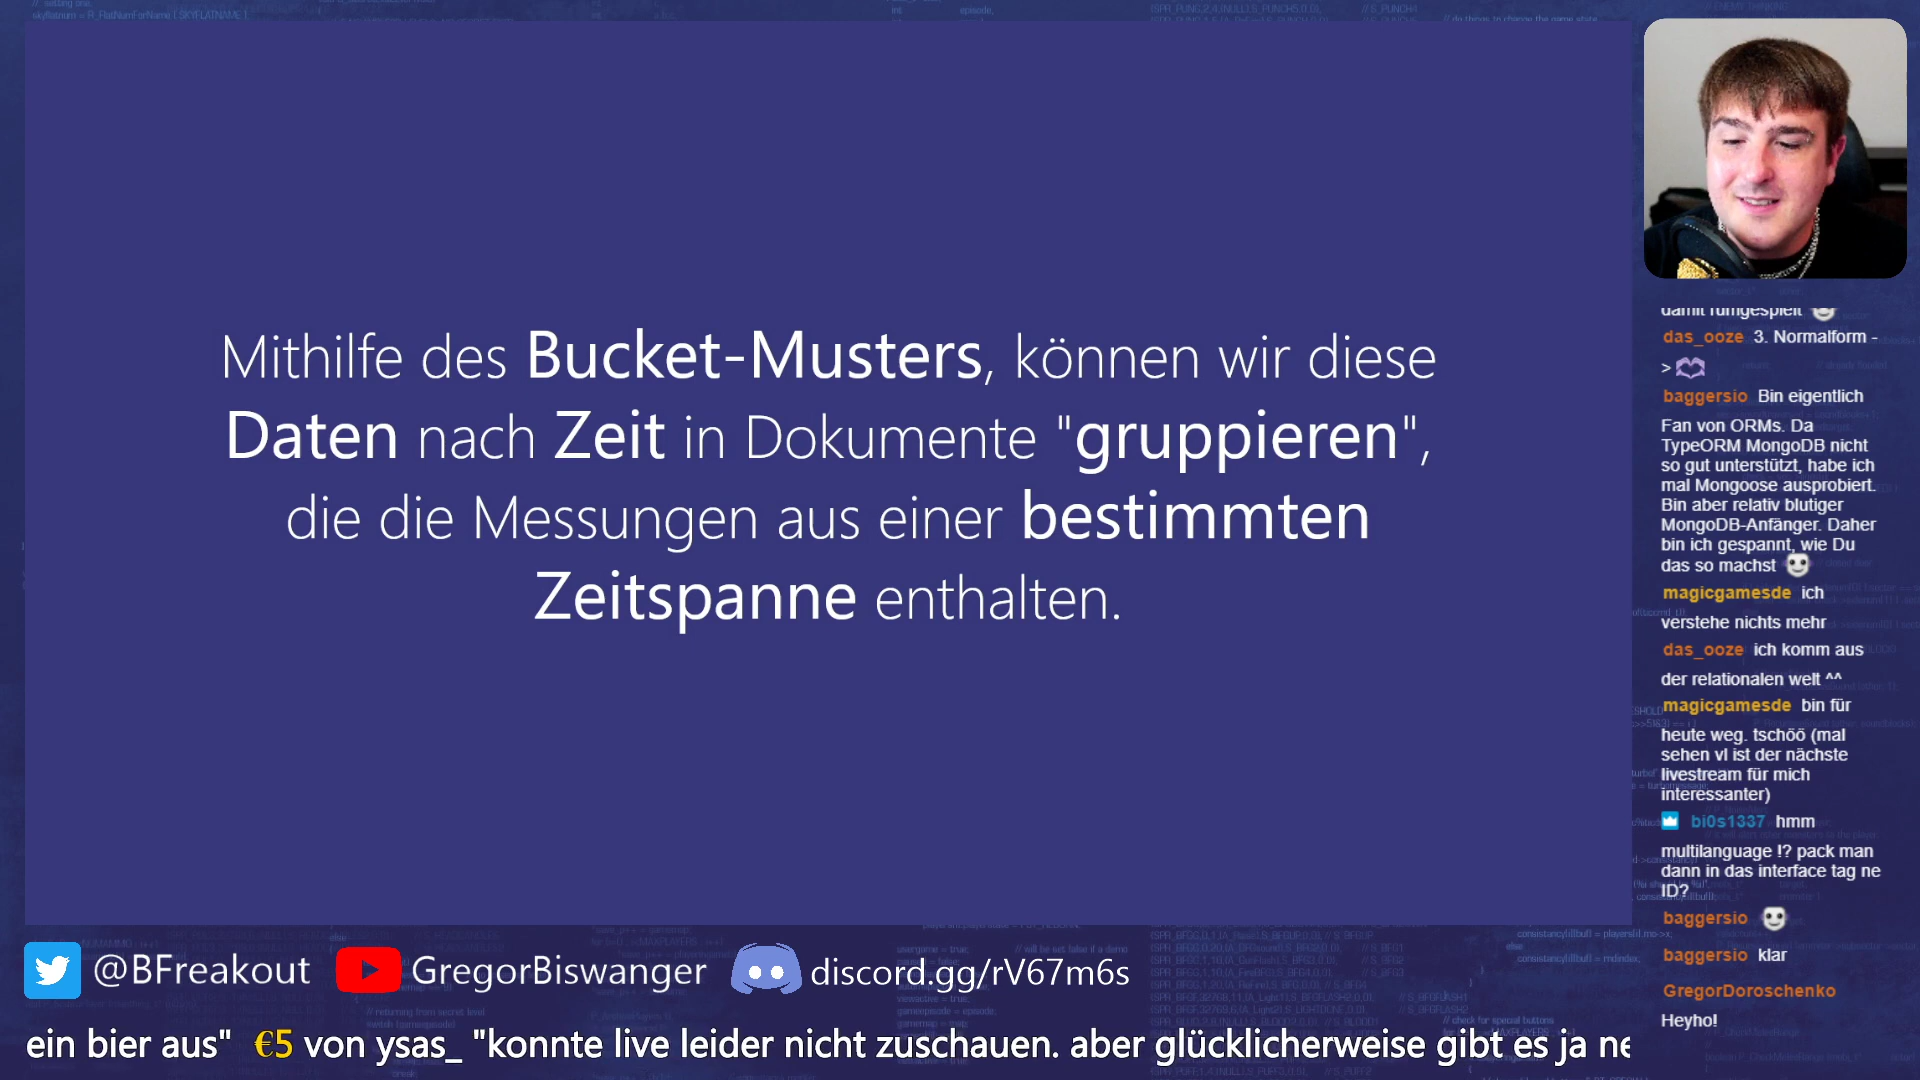 Mithilfe des Bucket-Musters, können wir diese
Daten nach Zeit in Dokumente "gruppieren",
die die Messungen aus einer bestimmten
Zeitspanne enthalten.
damit rumgespielt
das_ooze 3. Normalform -
>
baggersio Bin eigentlich
Fan von ORMs. Da
TypeORM MongoDB nicht
so gut unterstützt, habe ich
mal Mongoose ausprobiert.
Bin aber relativ blutiger
MongoDB-Anfänger. Daher
bin ich gespannt, wie Du
das so machst
magicgamesde ich
verstehe nichts mehr
das_ooze ich komm aus
der relationalen welt ^^
magicgamesde bin für
heute weg. tschöö (mal
sehen vl ist der nächste
livestream für mich
interessanter)
bi0s1337 hmm
multilanguage !? pack man
dann in das interface tag ne
ID?
baggersio
baggersio klar
GregorDoroschenko
Heyho!
@BFreakout GregorBiswanger discord.gg/rV67m6s
ein bier aus" €5 von ysas_ "konnte live leider nicht zuschauen. aber glücklicherweise gibt es ja ne